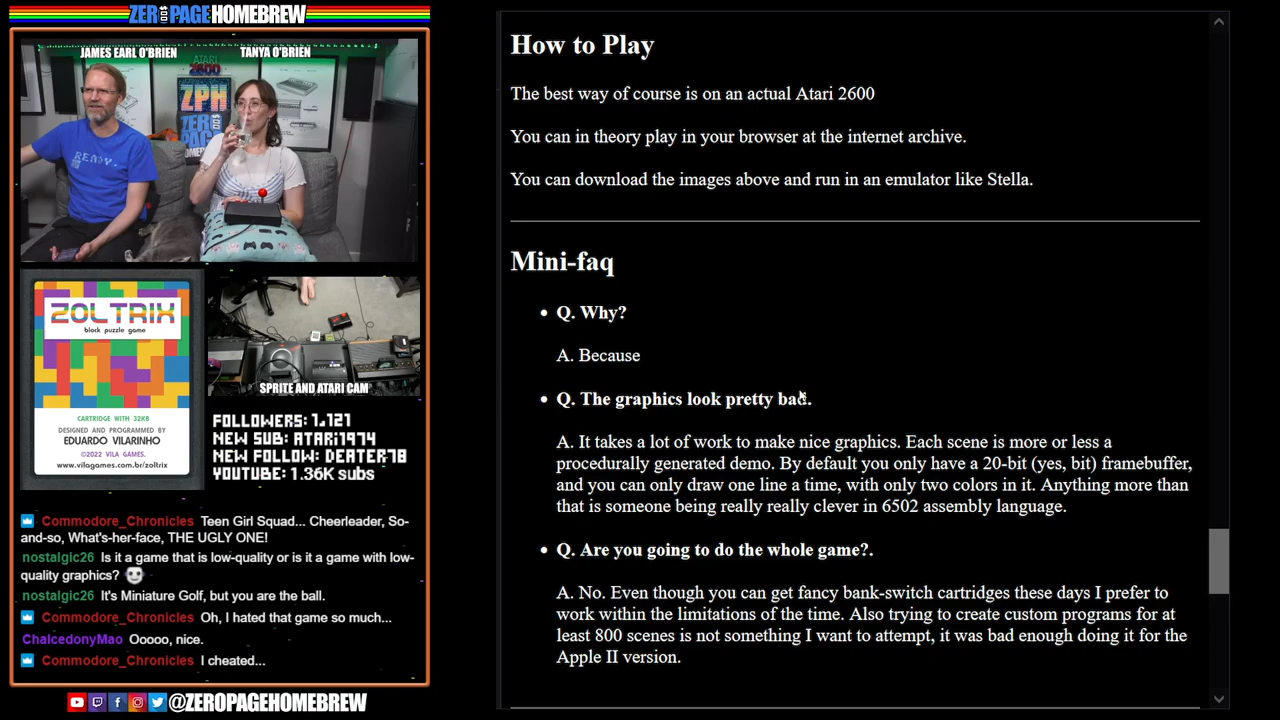 ZEROPAGEHOMEBREW
JAMES EARL O'BRIEN
TANYA O'BRIEN
ATARI
2600
ZPH
ZERO
PAGE
READY.
ZOLTRIX
block puzzle game
CARTRIDGE WITH 32KB
DESIGNED AND PROGRAMMED BY
EDUARDO VILARINHO
©2022 VILA GAMES.
www.vilagames.com.br/zoltrix
SPRITE AND ATARI CAM
FOLLOWERS: 1,121
NEW SUB: ATARI1974
NEW FOLLOW: DEATER78
YOUTUBE: 1.36K subs
Commodore_Chronicles Teen Girl Squad... Cheerleader, So-
and-so, What's-her-face, THE UGLY ONE!
nostalgic26 Is it a game that is low-quality or is it a game with low-
quality graphics?
nostalgic26 It's Miniature Golf, but you are the ball.
Commodore_Chronicles Oh, I hated that game so much...
ChalcedonyMao Ooooo, nice.
Commodore_Chronicles I cheated...
@ZEROPAGEHOMEBREW
How to Play
The best way of course is on an actual Atari 2600
You can in theory play in your browser at the internet archive.
You can download the images above and run in an emulator like Stella.
Mini-faq
Q. Why?
A. Because
Q. The graphics look pretty bad.
A. It takes a lot of work to make nice graphics. Each scene is more or less a
procedurally generated demo. By default you only have a 20-bit (yes, bit) framebuffer,
and you can only draw one line a time, with only two colors in it. Anything more than
that is someone being really really clever in 6502 assembly language.
Q. Are you going to do the whole game?.
A. No. Even though you can get fancy bank-switch cartridges these days I prefer to
work within the limitations of the time. Also trying to create custom programs for at
least 800 scenes is not something I want to attempt, it was bad enough doing it for the
Apple II version.